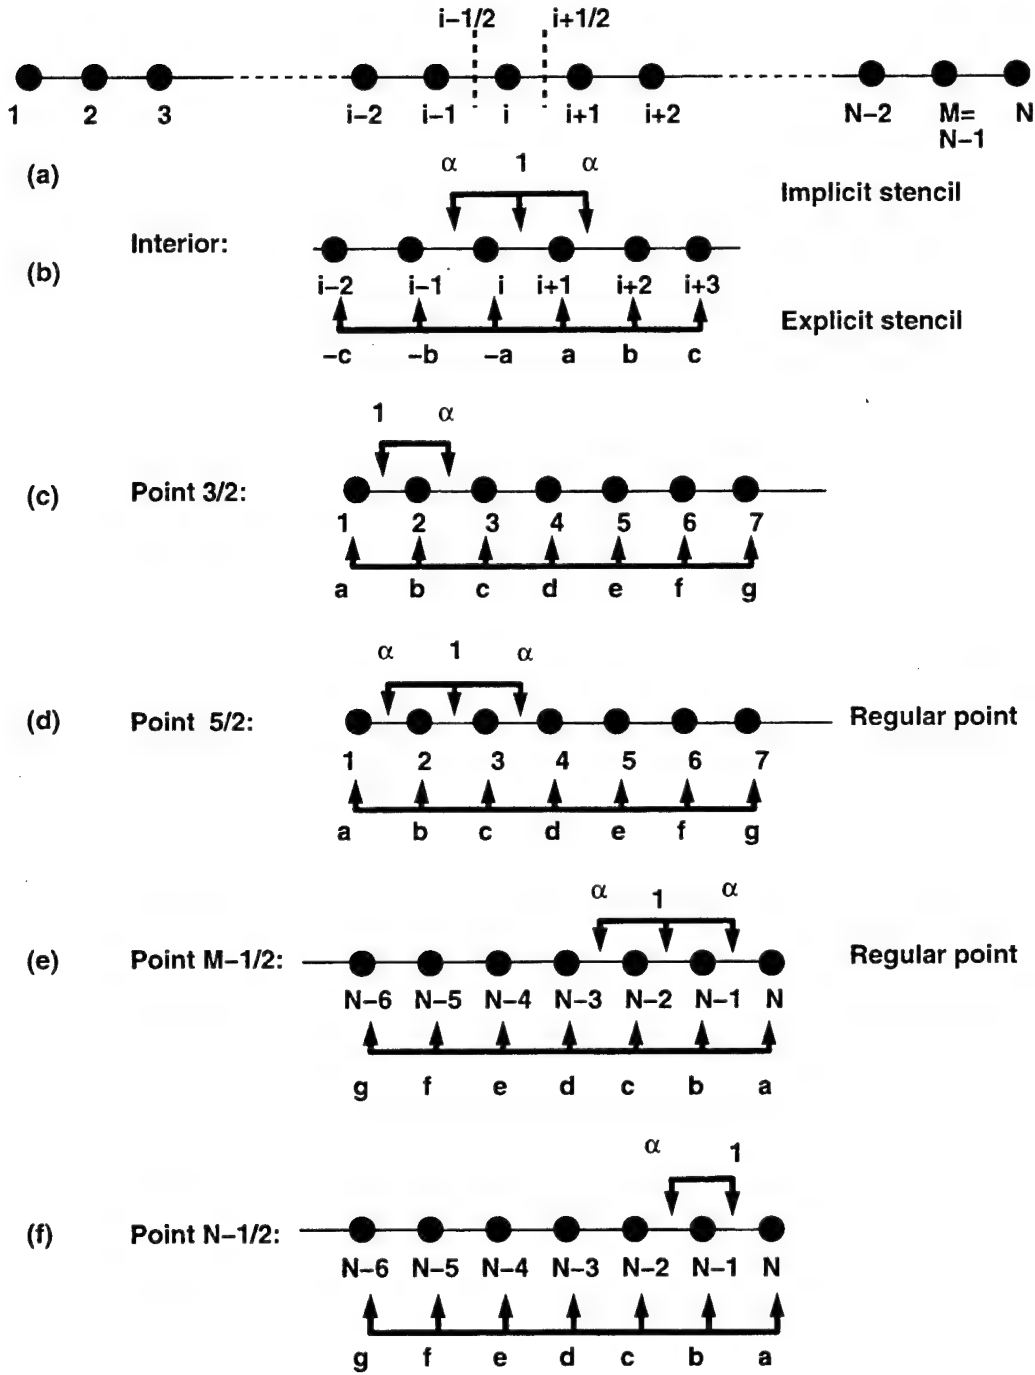 i−1/2 i+1/2
1 2 3 i−2 i−1 i i+1 i+2 N−2 M= N
N−1
(a) α 1 α
Implicit stencil
Interior:
(b)
i−2 i−1 i i+1 i+2 i+3
Explicit stencil
−c −b −a a b c
1 α
(c) Point 3/2:
1 2 3 4 5 6 7
a b c d e f g
α 1 α
(d) Point 5/2: Regular point
1 2 3 4 5 6 7
a b c d e f g
α 1 α
(e) Point M−1/2: Regular point
N−6 N−5 N−4 N−3 N−2 N−1 N
g f e d c b a
α 1
(f) Point N−1/2:
N−6 N−5 N−4 N−3 N−2 N−1 N
g f e d c b a